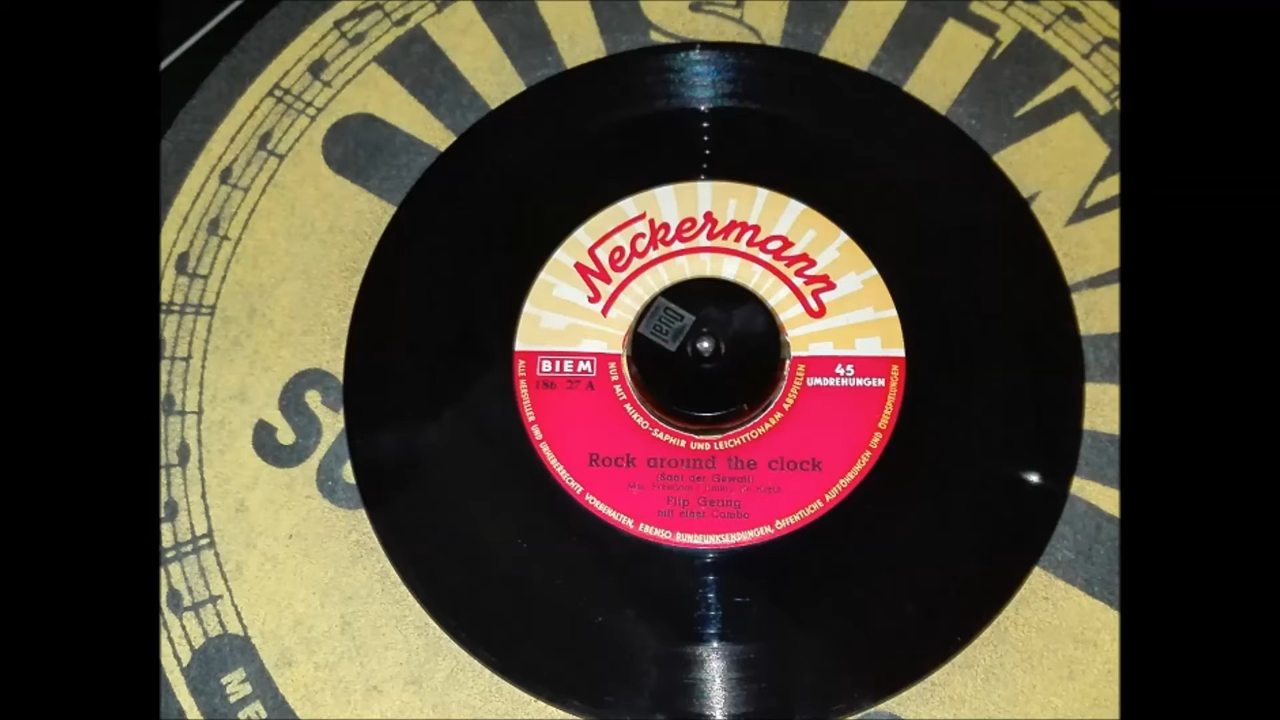 Neckermann
Dual
BIEM
186 27 A
45
UMDREHUNGEN
NUR MIT MIKRO-SAPHIR UND LEICHTTONARM ABSPIELEN
Rock around the clock
(Saat der Gewalt)
Flip Gering
mit einer Combo
ALLE HERSTELLER UND URHEBERRECHTE VORBEHALTEN, EBENSO RUNDFUNKSENDUNGEN, ÖFFENTLICHE AUFFÜHRUNGEN UND ÜBERSPIELUNGEN
ME